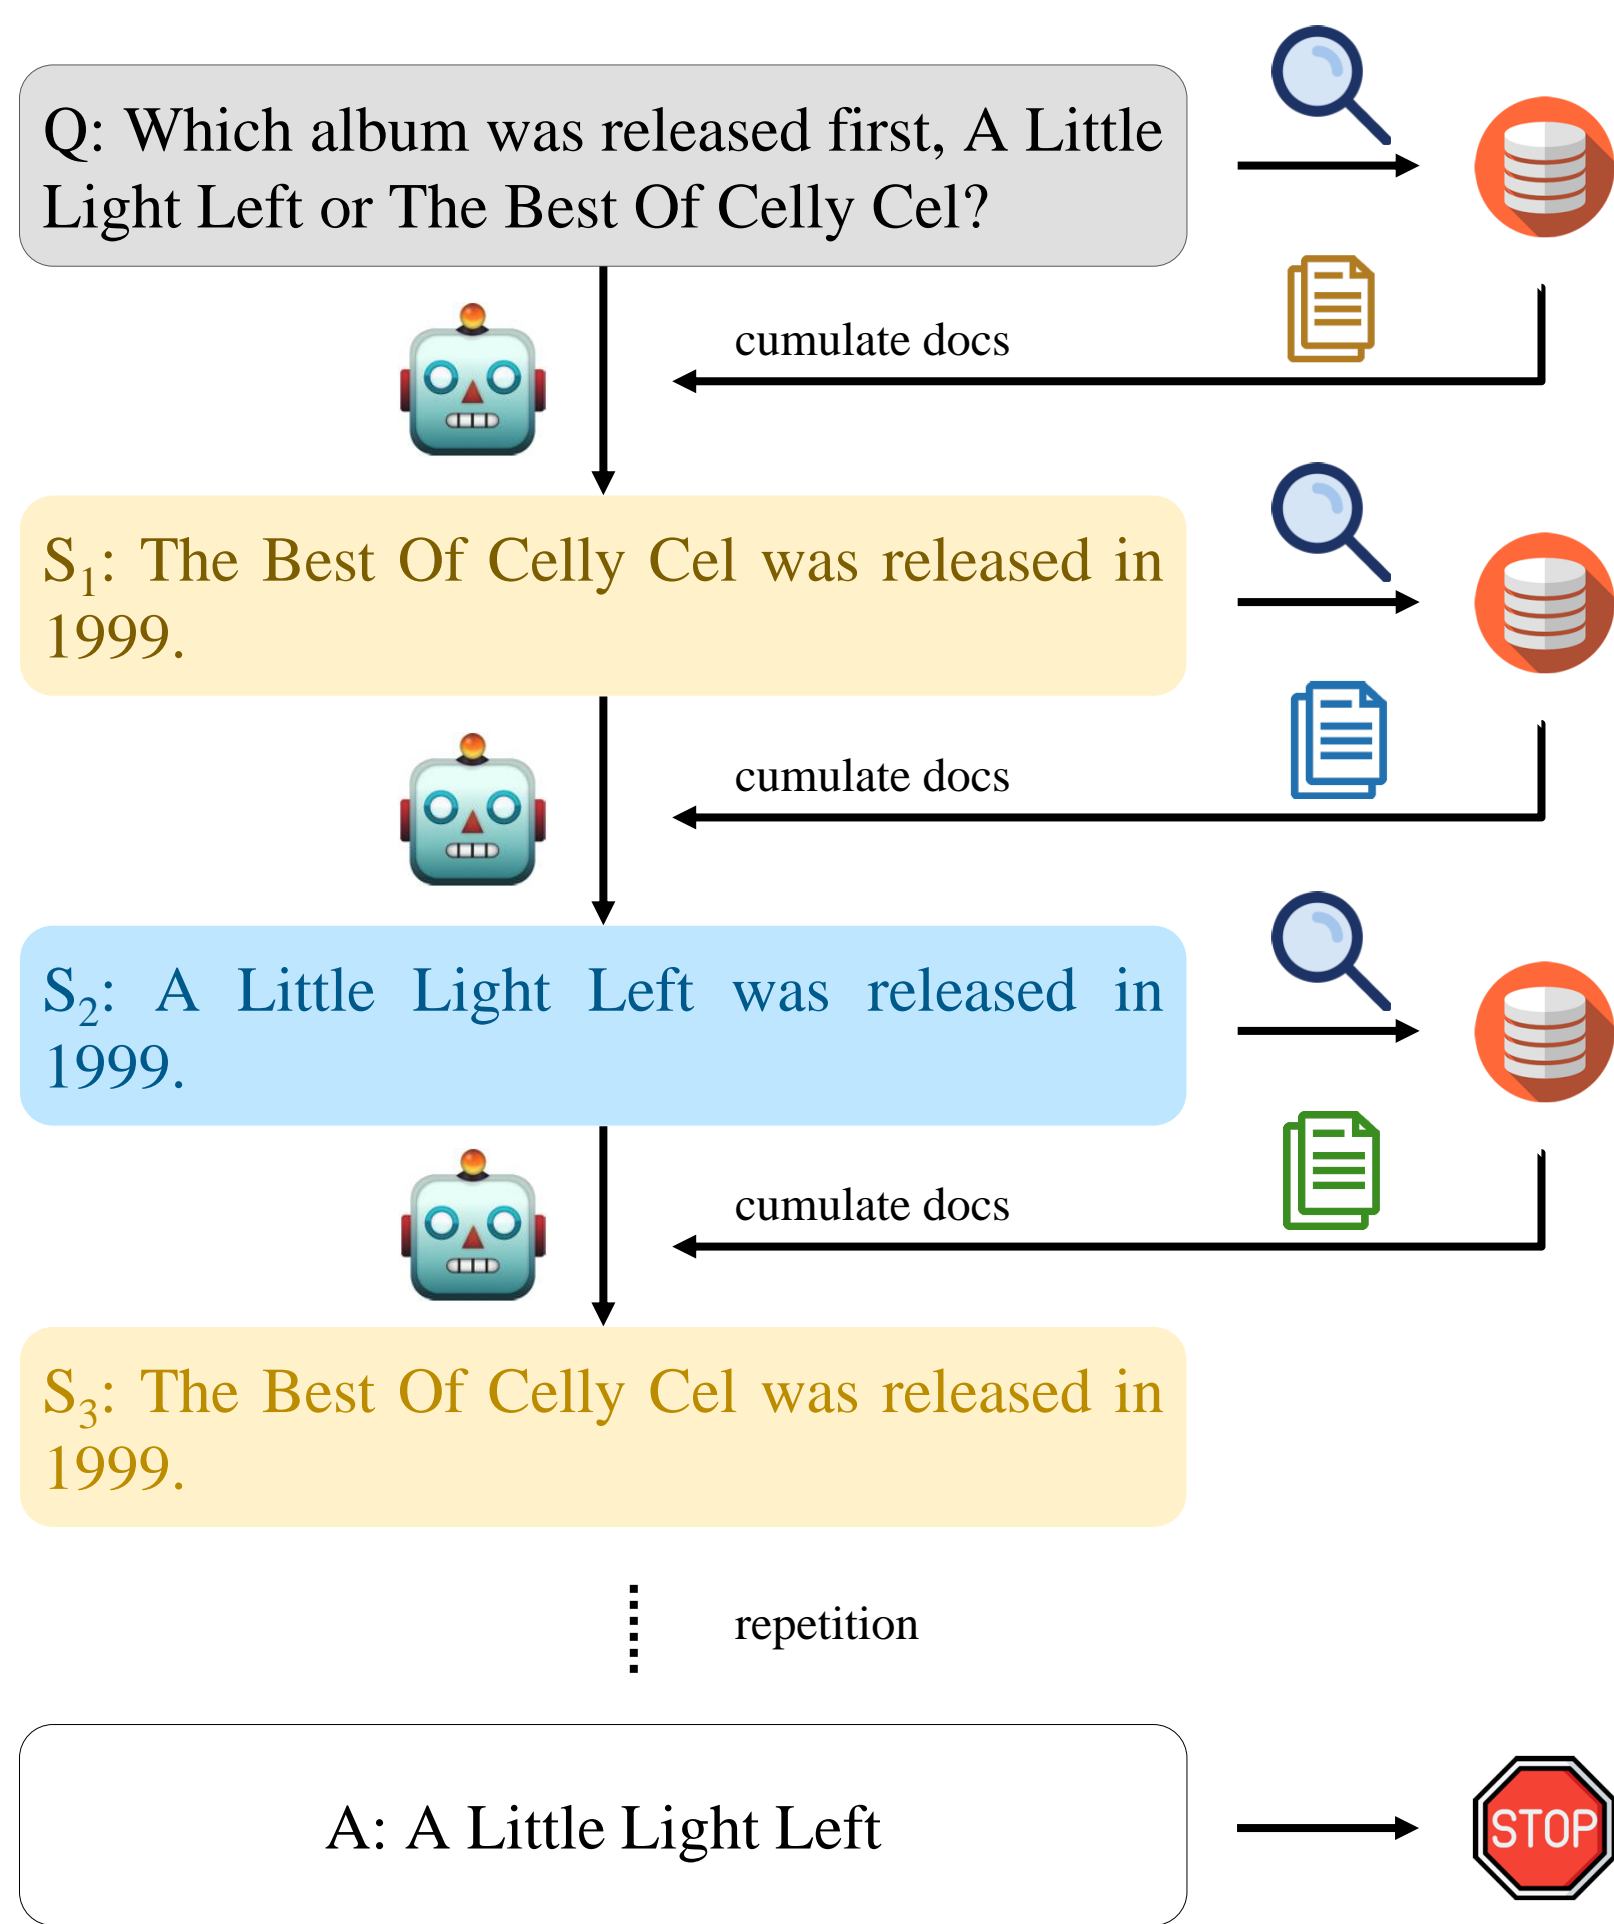 Q: Which album was released first, A Little
Light Left or The Best Of Celly Cel?
cumulate docs
S₁: The Best Of Celly Cel was released in
1999.
cumulate docs
S₂: A Little Light Left was released in
1999.
cumulate docs
S₃: The Best Of Celly Cel was released in
1999.
repetition
A: A Little Light Left
STOP